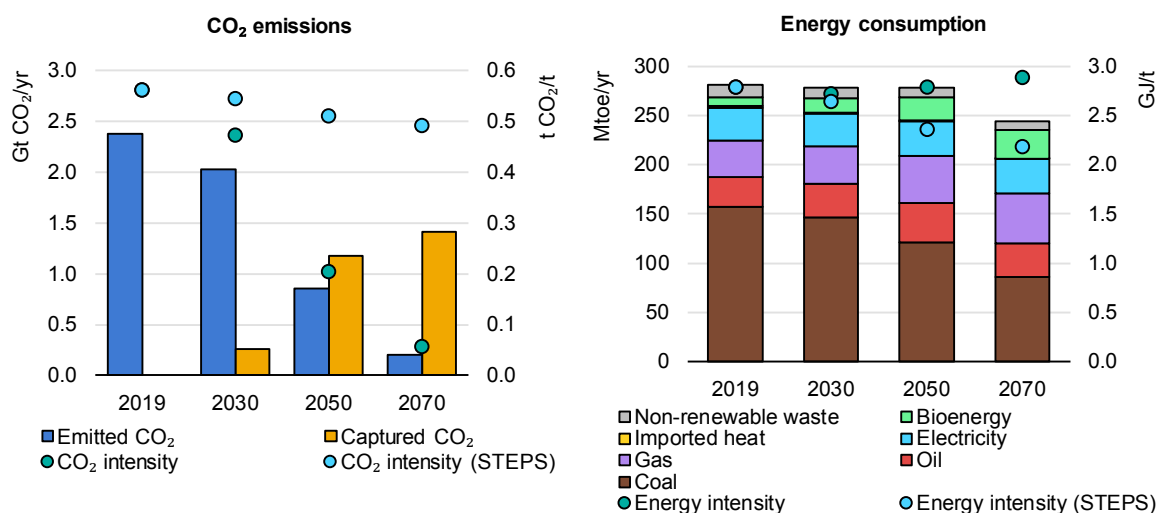 CO₂ emissions
Gt CO₂/yr
3.0
2.5
2.0
1.5
1.0
0.5
0.0
0.6
0.5
0.4
0.3
0.2
0.1
0.0
t CO₂/t
2019 2030 2050 2070
Emitted CO₂ Captured CO₂
CO₂ intensity CO₂ intensity (STEPS)
Energy consumption
Mtoe/yr
300
250
200
150
100
50
0
3.0
2.5
2.0
1.5
1.0
0.5
0.0
GJ/t
2019 2030 2050 2070
Non-renewable waste Bioenergy
Imported heat Electricity
Gas Oil
Coal
Energy intensity Energy intensity (STEPS)